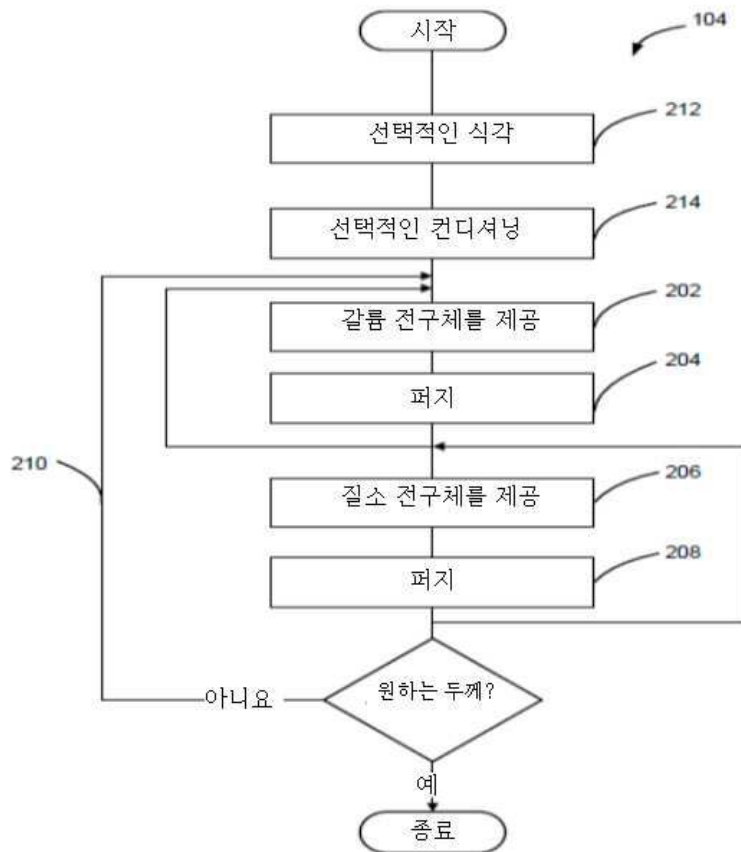 시작
104
선택적인 식각
212
선택적인 컨디셔닝
214
갈륨 전구체를 제공
202
퍼지
204
210
질소 전구체를 제공
206
퍼지
208
원하는 두께?
아니요
예
종료